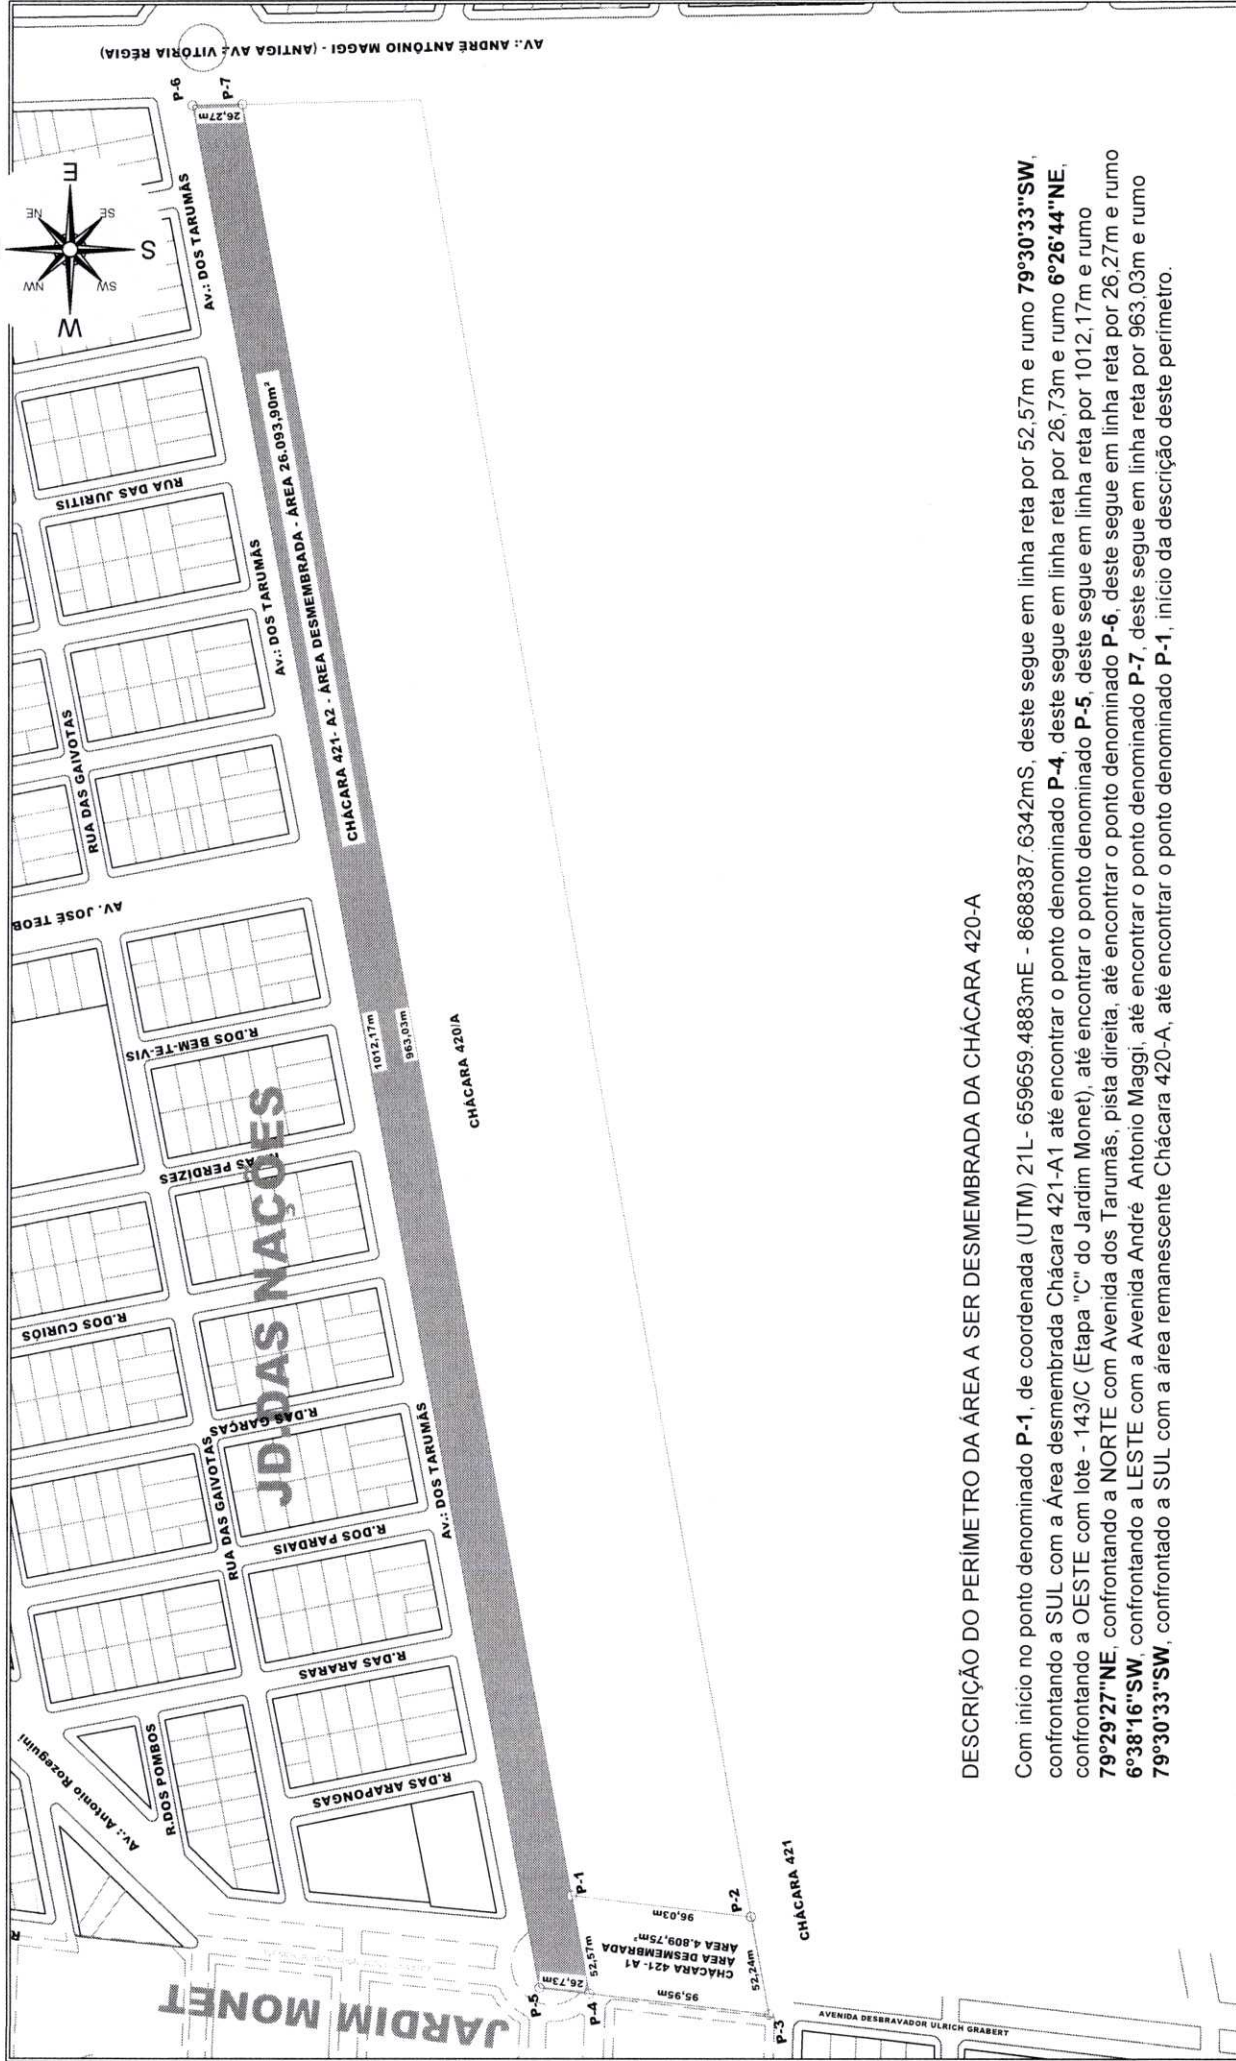 AV.: ANDRÉ ANTÔNIO MAGGI - (ANTIGA AV. VITÓRIA RÉGIA)
P-6
P-7
26,27m
E
NE
SE
S
SW
W
NW
Av.: DOS TARUMÃS
RUA DAS JURITIS
CHÁCARA 421- A2 - ÁREA DESMEMBRADA - ÁREA 26.093,90m²
Av.: DOS TARUMÃS
RUA DAS GAIVOTAS
AV. JOSÉ TEOB
R.DOS BEM-TE-VIS
1012,17m
963,03m
CHÁCARA 420/A
AS PERDIZES
JD.DAS NAÇÕES
R.DOS CURIÓS
R.DAS GARÇAS
RUA DAS GAIVOTAS
Av.: DOS TARUMÃS
R.DOS PARDAIS
R.DAS ARARAS
R.DAS ARAPONGAS
R.DOS POMBOS
Av.: Antonio Rozeguini
R
JARDIM MONET
P-5
26,73m
P-4
52,57m
P-1
96,03m
CHÁCARA 421- A1
ÁREA DESMEMBRADA
ÁREA 4.809,75m²
95,95m
52,24m
P-2
P-3
CHÁCARA 421
AVENIDA DESBRAVADOR ULRICH GRABERT
DESCRIÇÃO DO PERÍMETRO DA ÁREA A SER DESMEMBRADA DA CHÁCARA 420-A
Com início no ponto denominado P-1, de coordenada (UTM) 21L- 659659.4883mE - 8688387.6342mS, deste segue em linha reta por 52,57m e rumo 79º30'33"SW,
confrontando a SUL com a Área desmembrada Chácara 421-A1 até encontrar o ponto denominado P-4, deste segue em linha reta por 26,73m e rumo 6º26'44"NE,
confrontando a OESTE com lote - 143/C (Etapa "C" do Jardim Monet), até encontrar o ponto denominado P-5, deste segue em linha reta por 1012,17m e rumo
79º29'27"NE, confrontando a NORTE com Avenida dos Tarumãs, pista direita, até encontrar o ponto denominado P-6, deste segue em linha reta por 26,27m e rumo
6º38'16"SW, confrontando a LESTE com a Avenida André Antonio Maggi, até encontrar o ponto denominado P-7, deste segue em linha reta por 963,03m e rumo
79º30'33"SW, confrontado a SUL com a área remanescente Chácara 420-A, até encontrar o ponto denominado P-1, início da descrição deste perímetro.